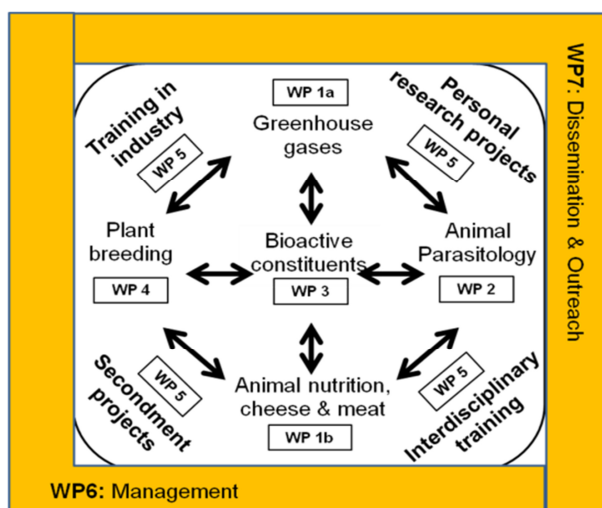 WP 1a
Greenhouse
gases
Training in
industry
WP 5
Personal
research projects
WP 5
Plant
breeding
WP 4
Bioactive
constituents
WP 3
Animal
Parasitology
WP 2
Secondment
projects
WP 5
Animal nutrition,
cheese & meat
WP 1b
WP 5
Interdisciplinary
training
WP7: Dissemination & Outreach
WP6: Management